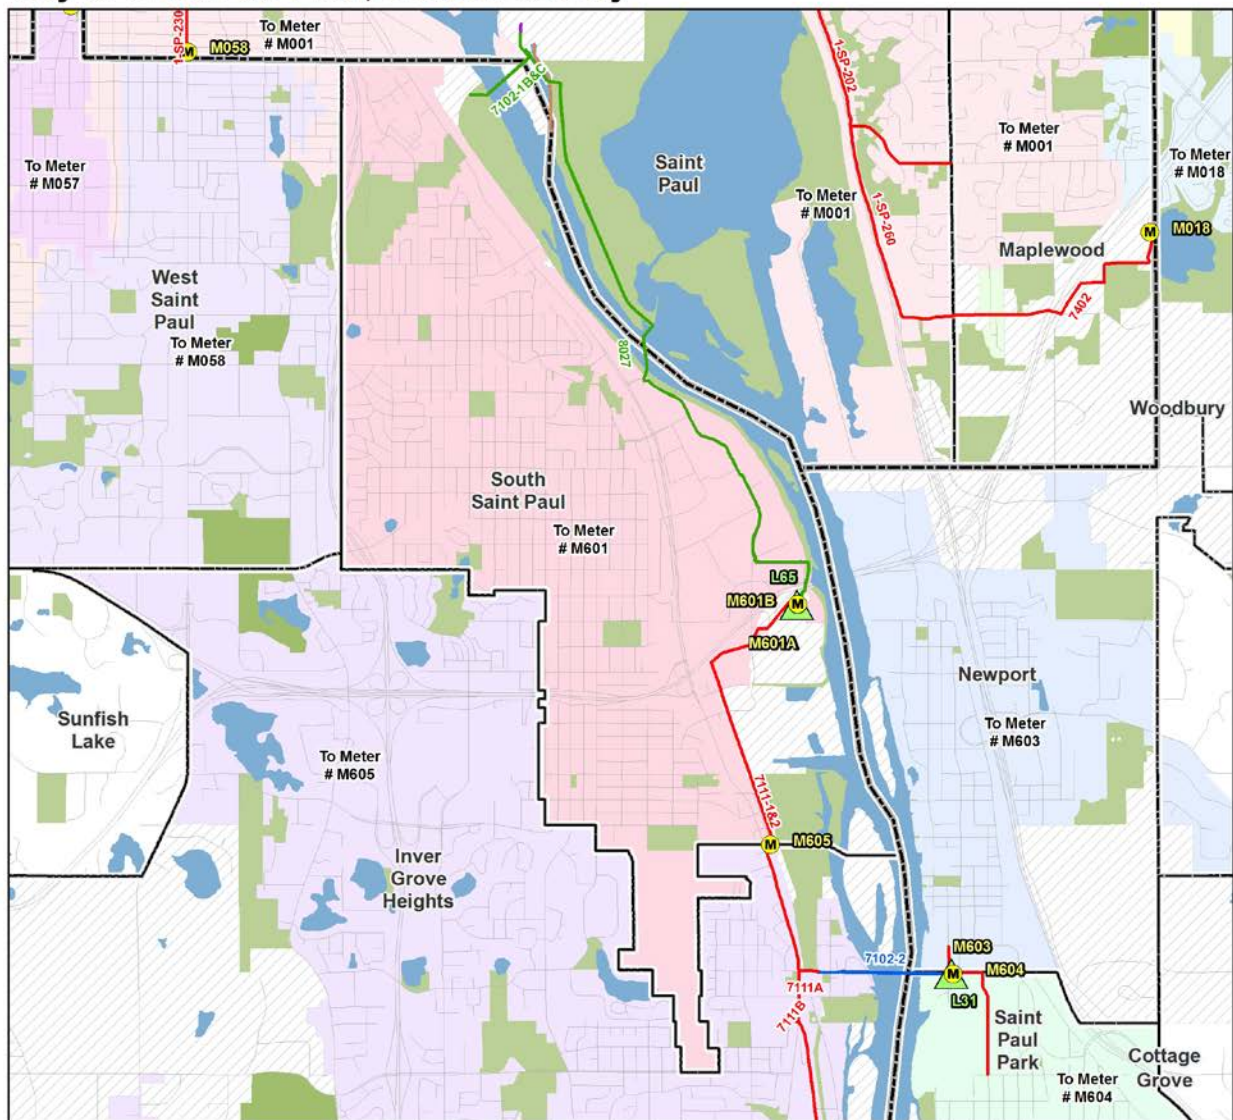 1-SP-230
M058
To Meter
# M001
7102-1B&C
1-SP-202
To Meter
# M001
To Meter
# M018
To Meter
# M057
Saint
Paul
To Meter
# M001
1-SP-260
Maplewood
M018
West
Saint
Paul
To Meter
# M058
7402
8027
Woodbury
South
Saint Paul
To Meter
# M601
L65
M601B
M
M601A
Sunfish
Lake
To Meter
# M605
Newport
To Meter
# M603
7111-1&2
M
M605
Inver
Grove
Heights
7102-2
M603
M
M604
L31
7111A
7111B
Saint
Paul
Park
To Meter
# M604
Cottage
Grove
M
M